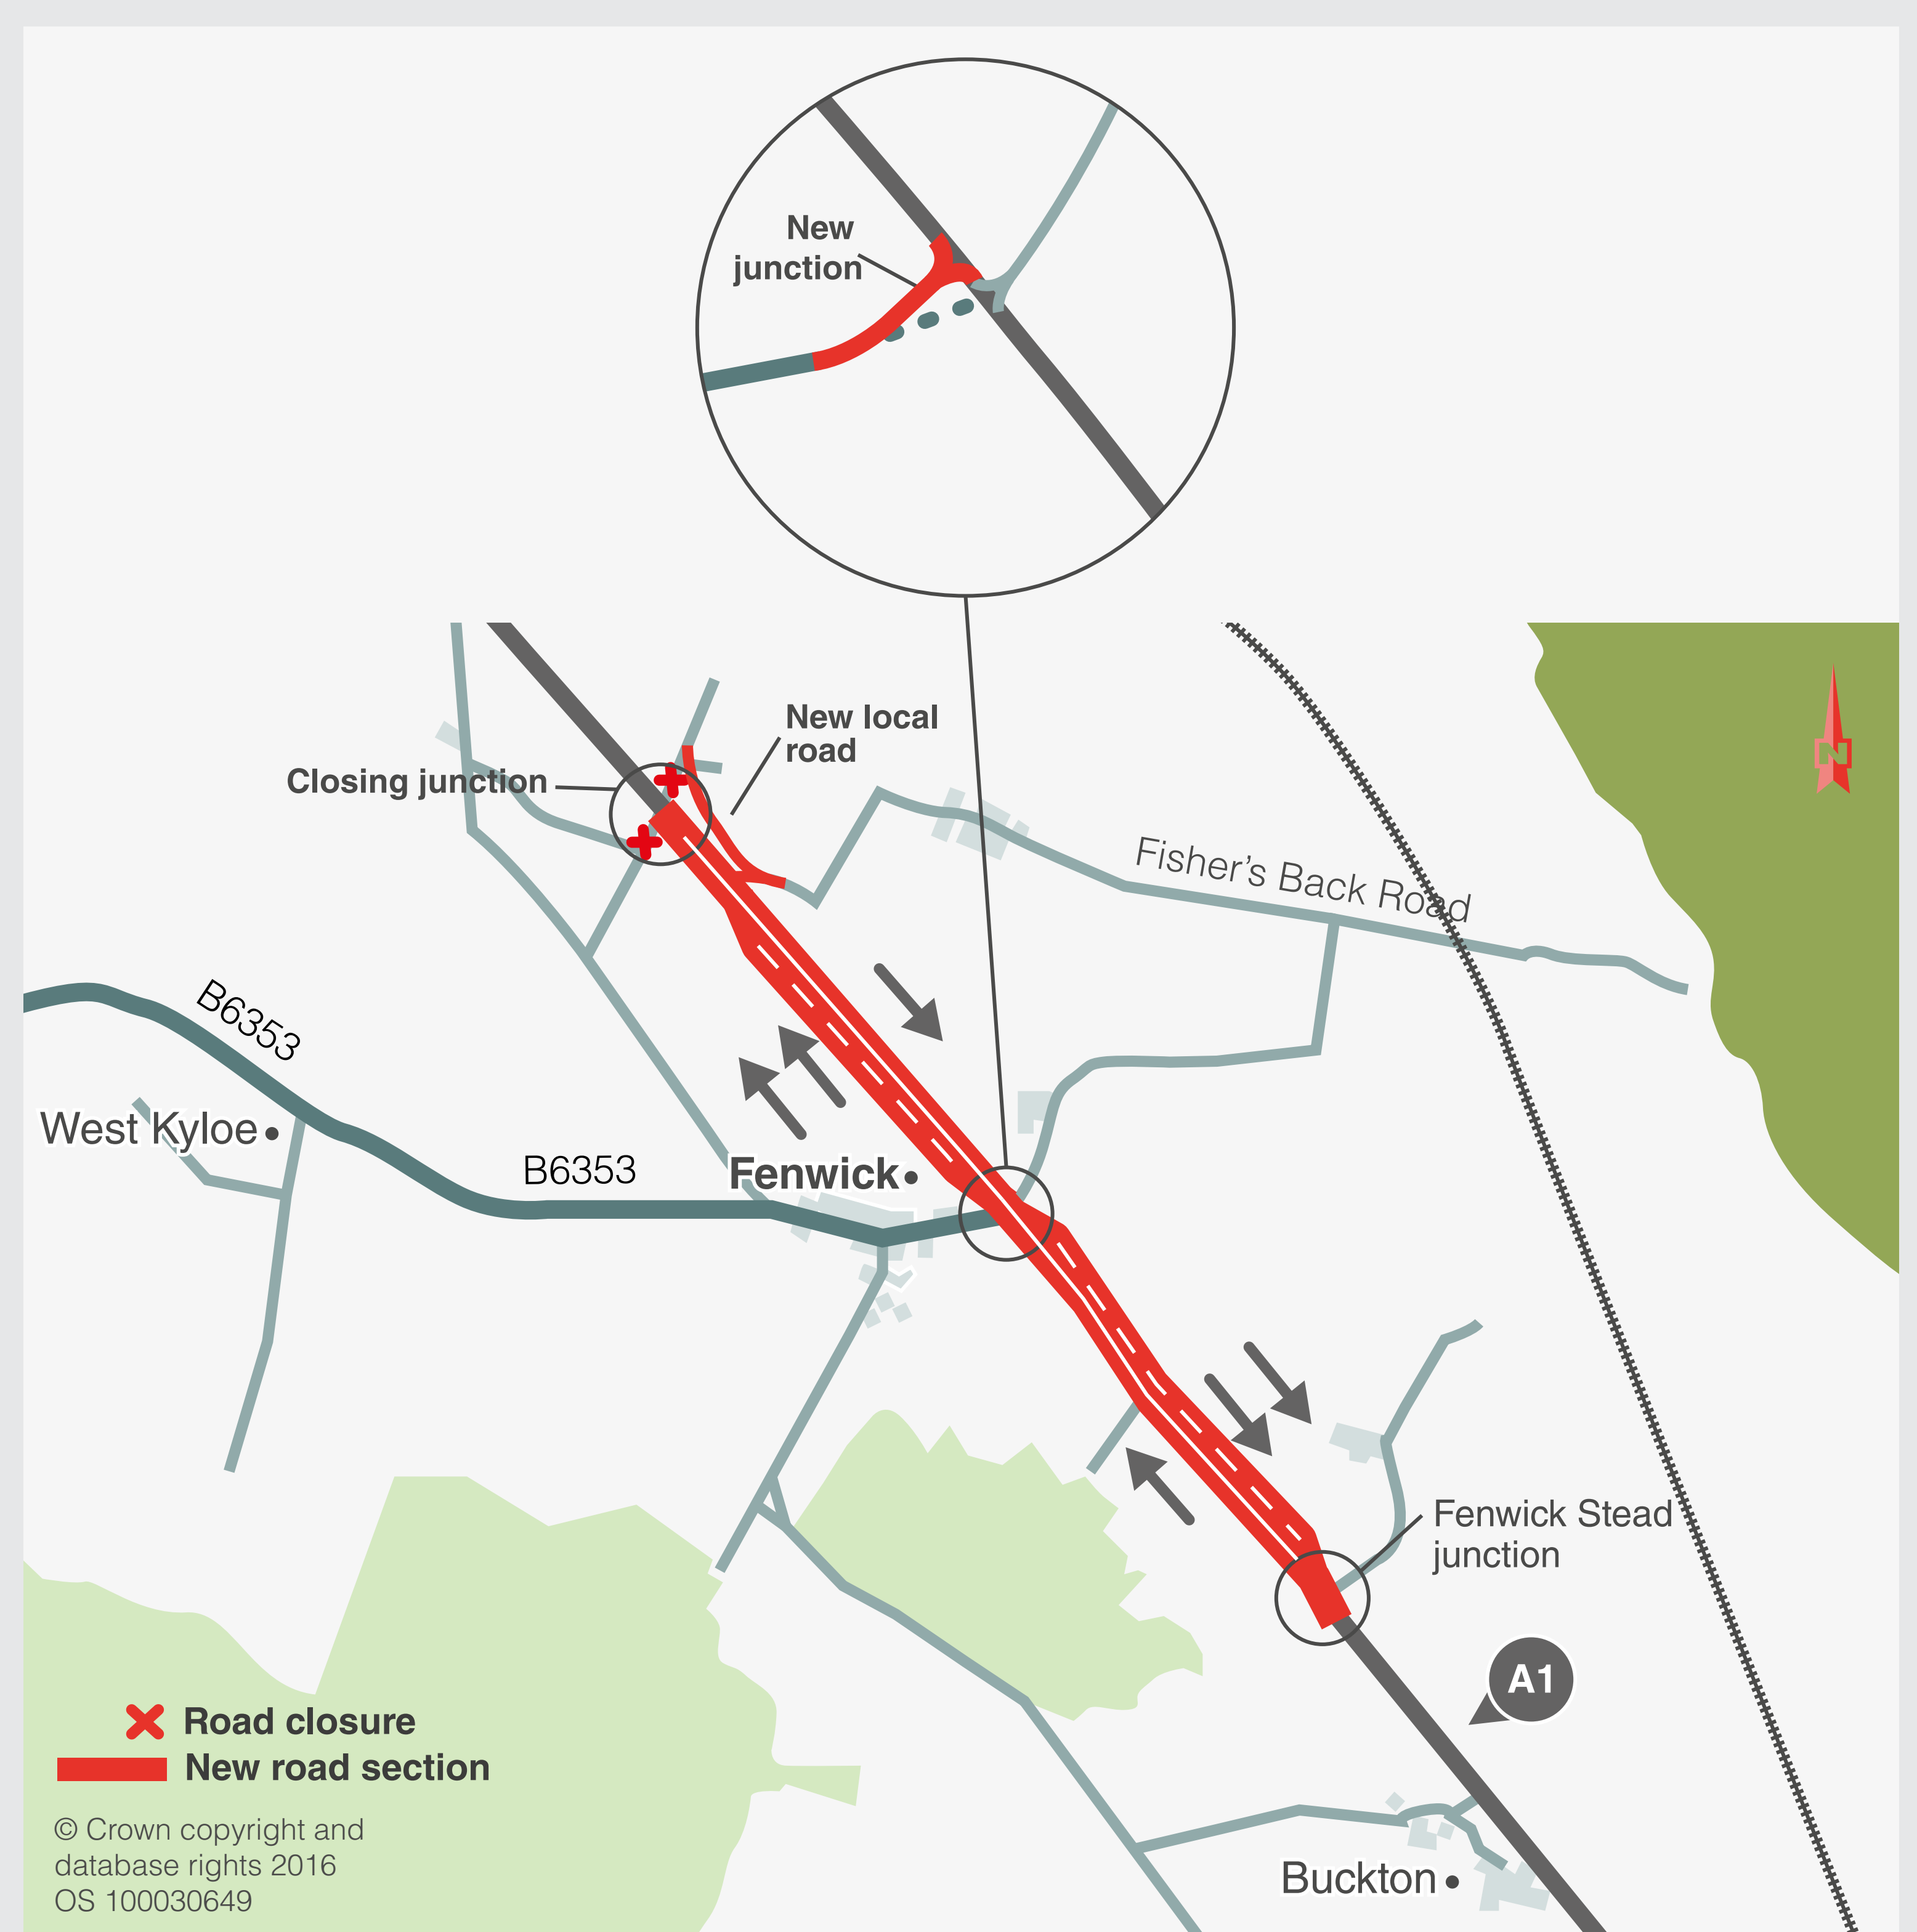 New
junction
New local
road
Closing junction
Fisher's Back Road
N
B6353
West Kyloe
B6353
Fenwick
Fenwick Stead
junction
A1
Road closure
New road section
© Crown copyright and
database rights 2016
OS 100030649
Buckton